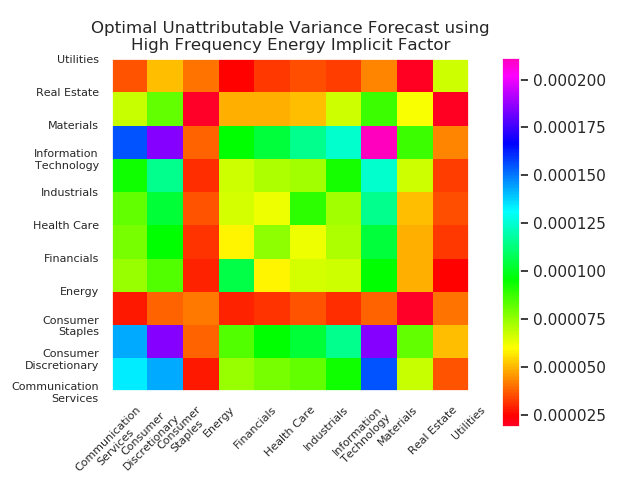 Optimal Unattributable Variance Forecast using
High Frequency Energy Implicit Factor
Utilities
Real Estate
Materials
Information
Technology
Industrials
Health Care
Financials
Energy
Consumer
Staples
Consumer
Discretionary
Communication
Services
Communication
Services
Consumer
Discretionary
Consumer
Staples
Energy
Financials
Health Care
Industrials
Information
Technology
Materials
Real Estate
Utilities
0.000200
0.000175
0.000150
0.000125
0.000100
0.000075
0.000050
0.000025